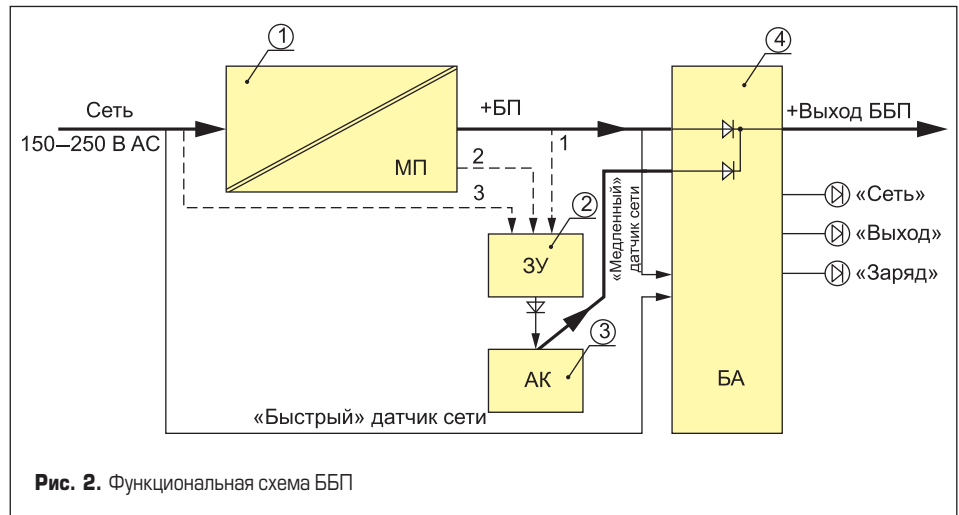 1
4
Сеть
150–250 В АС
+БП
+Выход ББП
1
МП
2
3
2
«Медленный»
датчик сети
«Сеть»
«Выход»
«Заряд»
ЗУ
3
АК
БА
«Быстрый» датчик сети
Рис. 2. Функциональная схема ББП